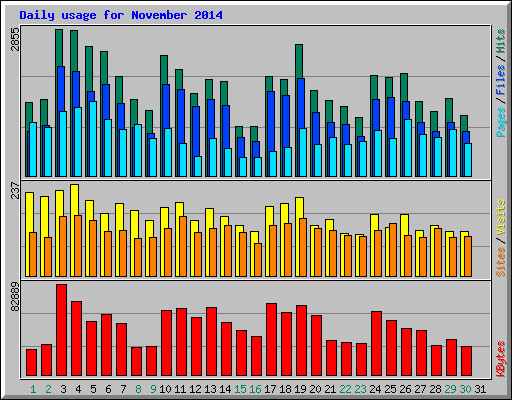 Daily usage for November 2014
2855
Pages / Files / Hits
237
Sites / Visits
82889
KBytes
1 2 3 4 5 6 7 8 9 10 11 12 13 14 15 16 17 18 19 20 21 22 23 24 25 26 27 28 29 30 31